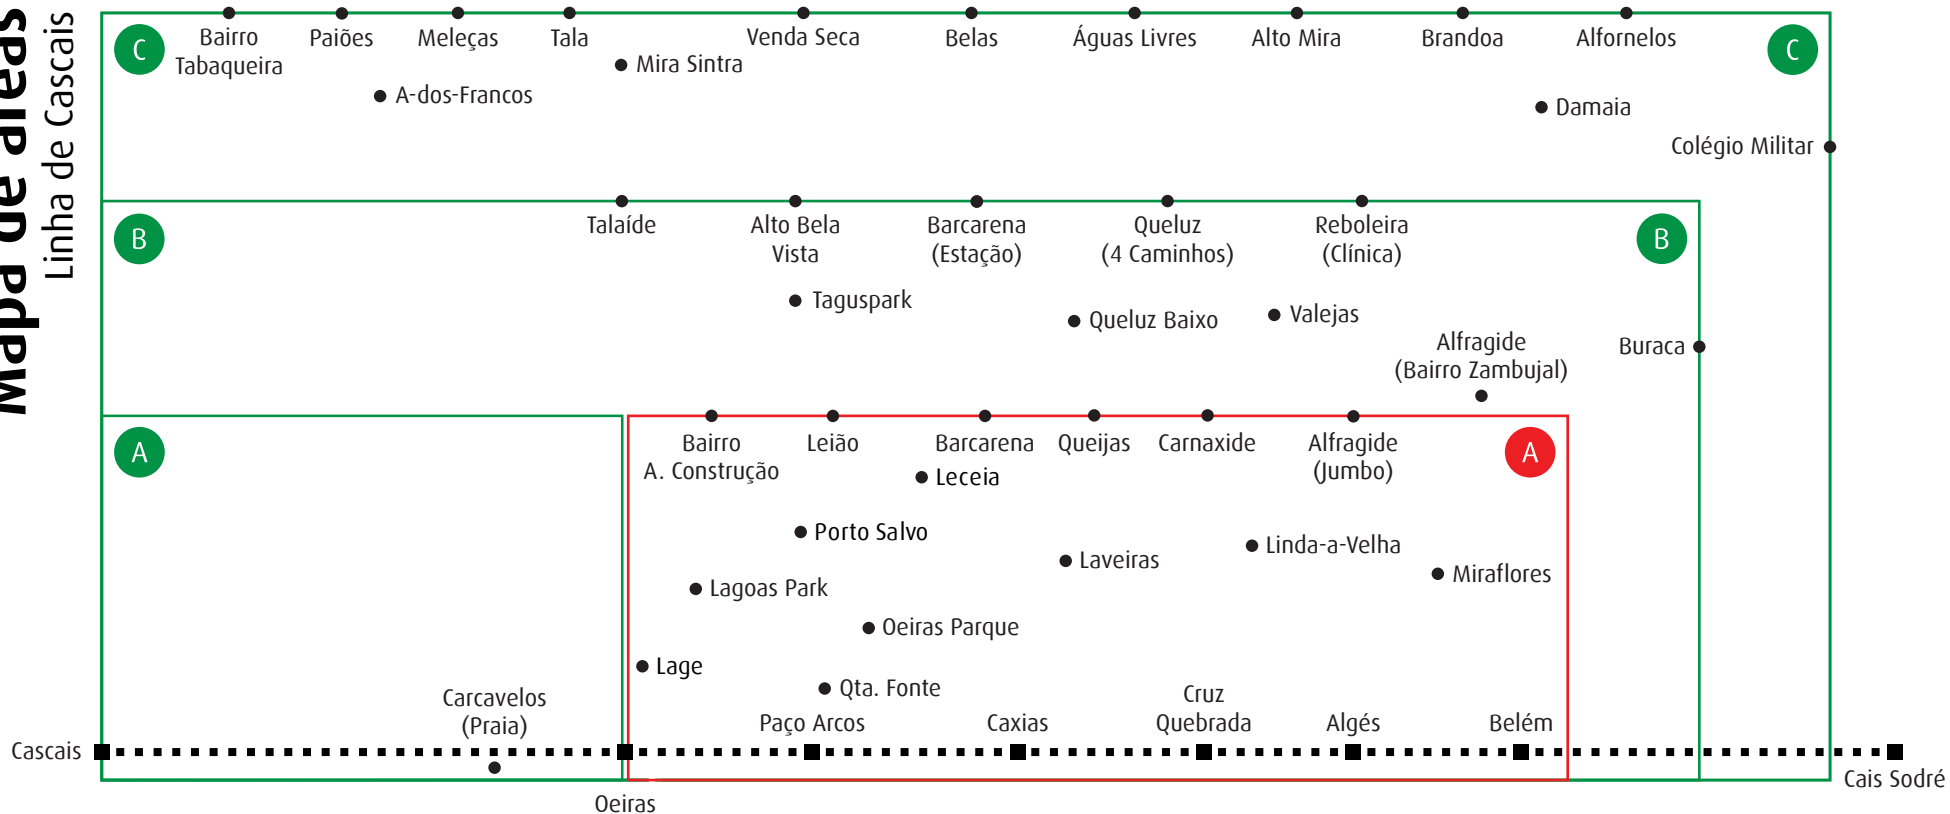 Mapa de áreas
Linha de Cascais
C
Bairro
Tabaqueira
Paiões
Meleças
Tala
Venda Seca
Belas
Águas Livres
Alto Mira
Brandoa
Alfornelos
C
Mira Sintra
A-dos-Francos
Damaia
Colégio Militar
B
Talaíde
Alto Bela
Vista
Barcarena
(Estação)
Queluz
(4 Caminhos)
Reboleira
(Clínica)
B
Taguspark
Queluz Baixo
Valejas
Alfragide
(Bairro Zambujal)
Buraca
A
Bairro
A. Construção
Leião
Barcarena
Queijas
Carnaxide
Alfragide
(Jumbo)
A
Leceia
Porto Salvo
Linda-a-Velha
Laveiras
Miraflores
Lagoas Park
Oeiras Parque
Lage
Qta. Fonte
Carcavelos
(Praia)
Paço Arcos
Caxias
Cruz
Quebrada
Algés
Belém
Cascais
Cais Sodré
Oeiras